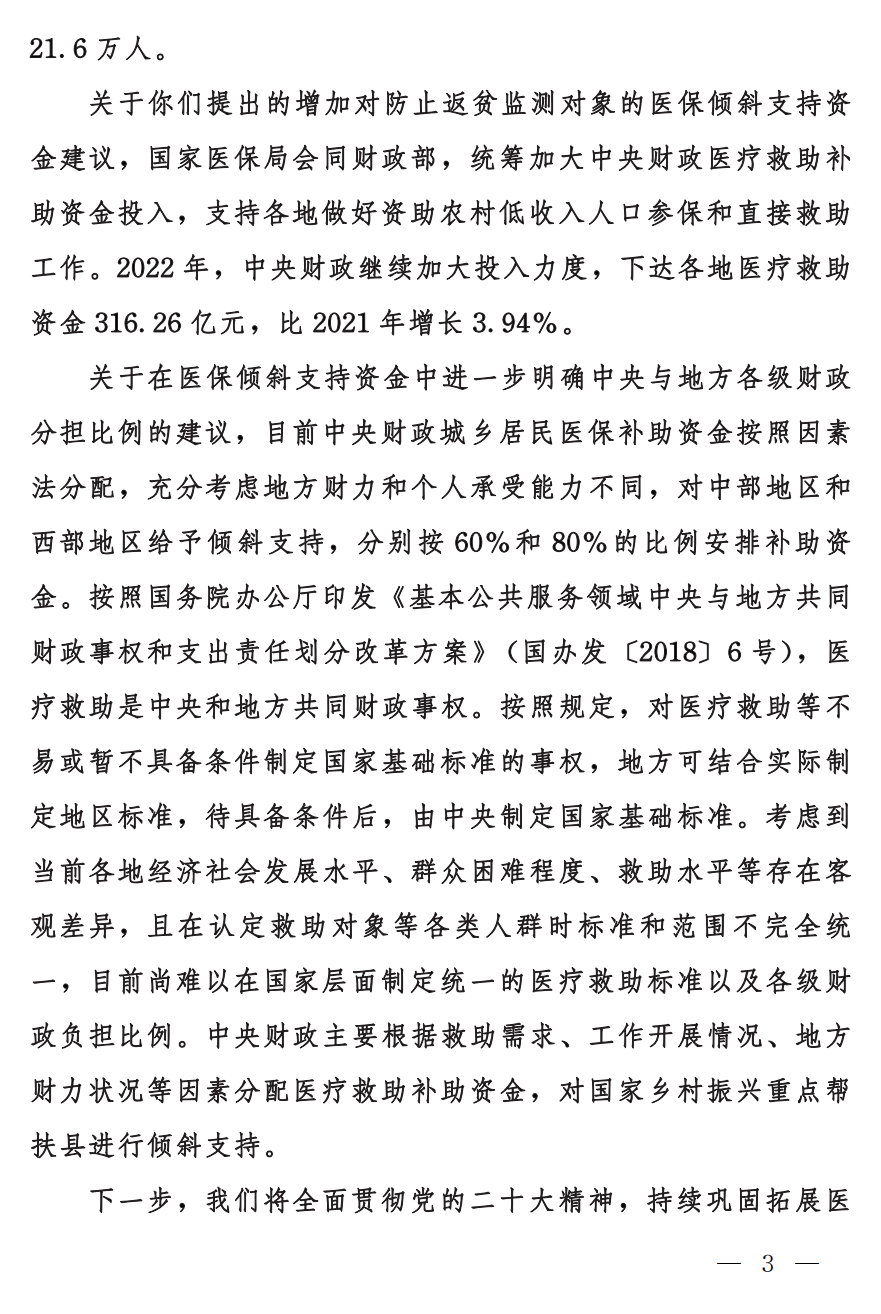 21.6 万人。
关于你们提出的增加对防止返贫监测对象的医保倾斜支持资
金建议，国家医保局会同财政部，统筹加大中央财政医疗救助补
助资金投入，支持各地做好资助农村低收入人口参保和直接救助
工作。2022 年，中央财政继续加大投入力度，下达各地医疗救助
资金 316.26 亿元，比 2021 年增长 3.94%。
关于在医保倾斜支持资金中进一步明确中央与地方各级财政
分担比例的建议，目前中央财政城乡居民医保补助资金按照因素
法分配，充分考虑地方财力和个人承受能力不同，对中部地区和
西部地区给予倾斜支持，分别按 60%和 80%的比例安排补助资
金。按照国务院办公厅印发《基本公共服务领域中央与地方共同
财政事权和支出责任划分改革方案》（国办发〔2018〕6 号），医
疗救助是中央和地方共同财政事权。按照规定，对医疗救助等不
易或暂不具备条件制定国家基础标准的事权，地方可结合实际制
定地区标准，待具备条件后，由中央制定国家基础标准。考虑到
当前各地经济社会发展水平、群众困难程度、救助水平等存在客
观差异，且在认定救助对象等各类人群时标准和范围不完全统
一，目前尚难以在国家层面制定统一的医疗救助标准以及各级财
政负担比例。中央财政主要根据救助需求、工作开展情况、地方
财力状况等因素分配医疗救助补助资金，对国家乡村振兴重点帮
扶县进行倾斜支持。
下一步，我们将全面贯彻党的二十大精神，持续巩固拓展医
— 3 —